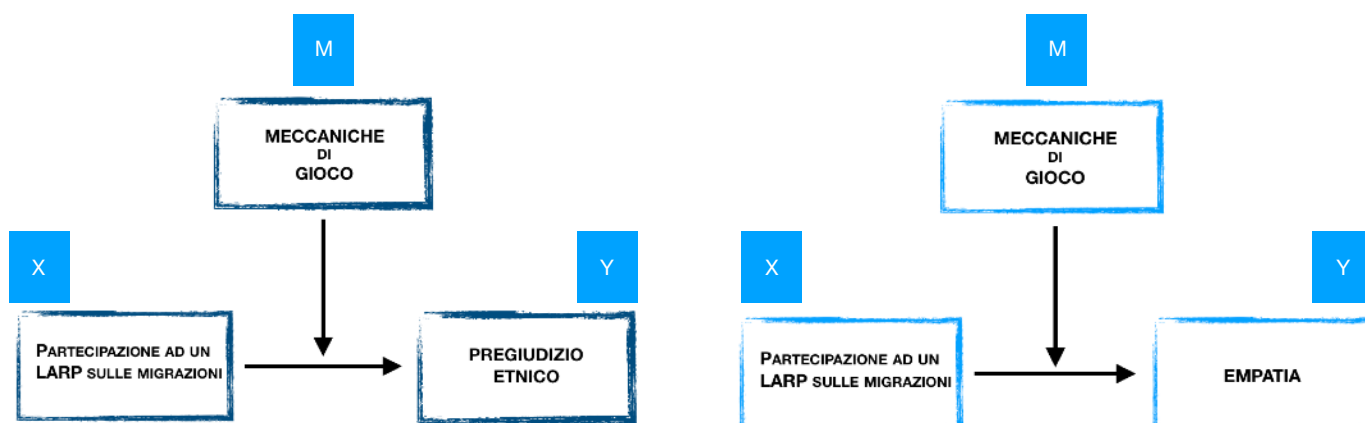 M
MECCANICHE
DI
GIOCO
X
Y
PARTECIPAZIONE AD UN
LARP SULLE MIGRAZIONI
PREGIUDIZIO
ETNICO
M
MECCANICHE
DI
GIOCO
X
Y
PARTECIPAZIONE AD UN
LARP SULLE MIGRAZIONI
EMPATIA